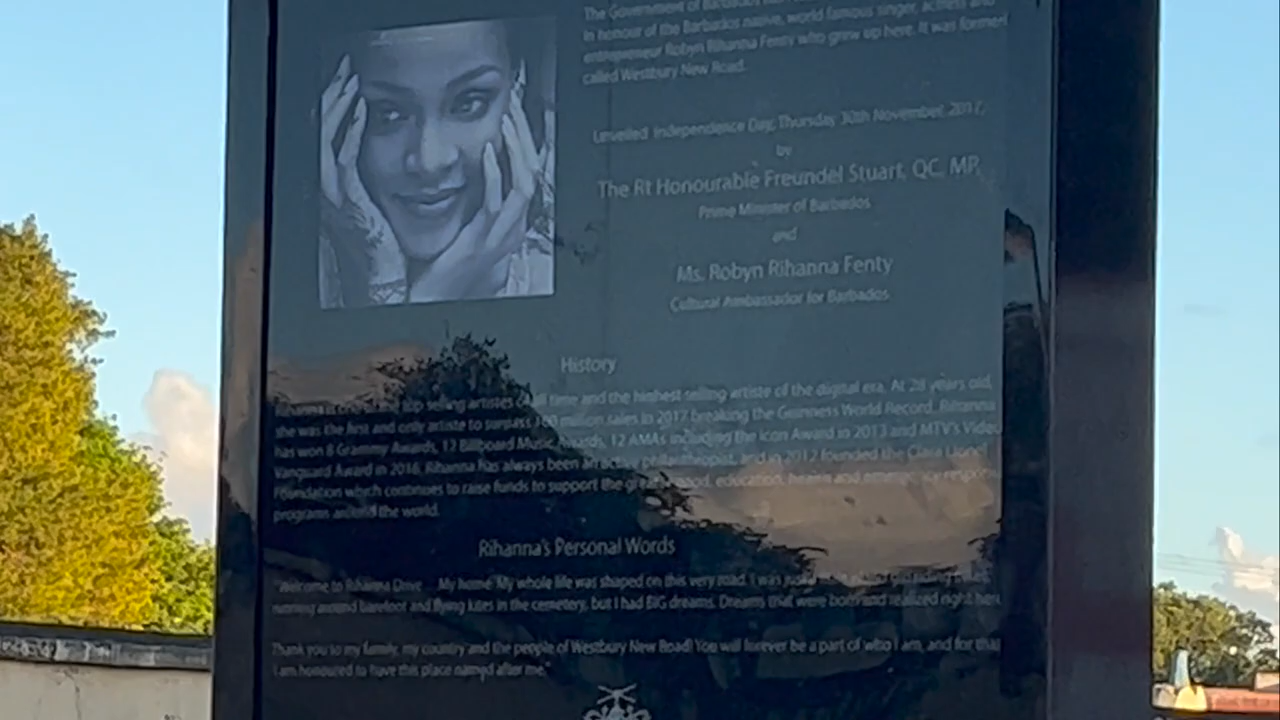 The Government of Barbados
in honour of the Barbados native, world famous singer, actress and
entrepreneur Robyn Rihanna Fenty who grew up here. It was formerl
called Westbury New Road.
Unveiled Independence Day, Thursday 30th November, 2017,
by
The Rt Honourable Freundel Stuart, QC, MP,
Prime Minister of Barbados
and
Ms. Robyn Rihanna Fenty
Cultural Ambassador for Barbados
History
Rihanna is one of the top selling artistes of all time and the highest selling artiste of the digital era. At 28 years old,
she was the first and only artiste to surpass 100 million sales in 2017 breaking the Guinness World Record. Rihanna
has won 8 Grammy Awards, 12 Billboard Music Awards, 12 AMAs including the Icon Award in 2013 and MTV's Video
Vanguard Award in 2016. Rihanna has always been an active philanthropist, and in 2012 founded the Clara Lionel
Foundation which continues to raise funds to support the good, education, health and emergency respons
programs around the world.
Rihanna's Personal Words
"Welcome to Rihanna Drive My home. My whole life was shaped on this very road. I was just
running around barefoot and flying kites in the cemetery, but I had BIG dreams. Dreams that were born and realized right here.
Thank you to my family, my country and the people of Westbury New Road! You will forever be a part of who I am, and for that
I am honoured to have this place named after me."